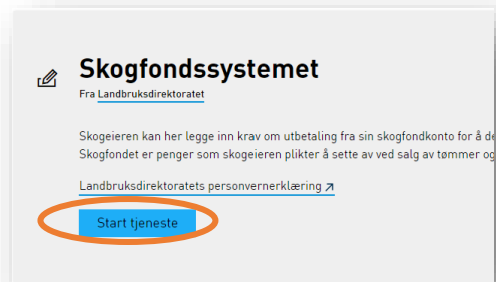 Skogfondssystemet
Fra Landbruksdirektoratet
Skogeieren kan her legge inn krav om utbetaling fra sin skogfondkonto for å de
Skogfondet er penger som skogeieren plikter å sette av ved salg av tømmer og
Landbruksdirektoratets personvernerklæring
Start tjeneste